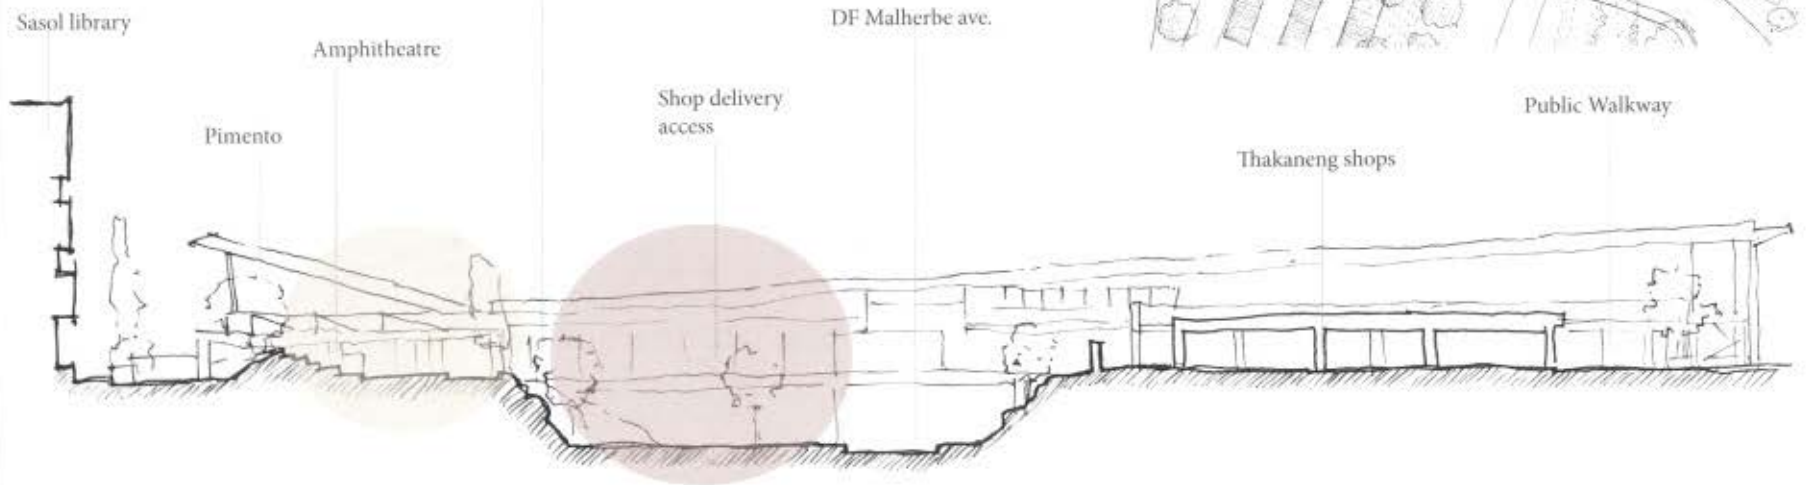 Sasol library
Amphitheatre
Pimento
DF Malherbe ave.
Shop delivery
access
Thakaneng shops
Public Walkway